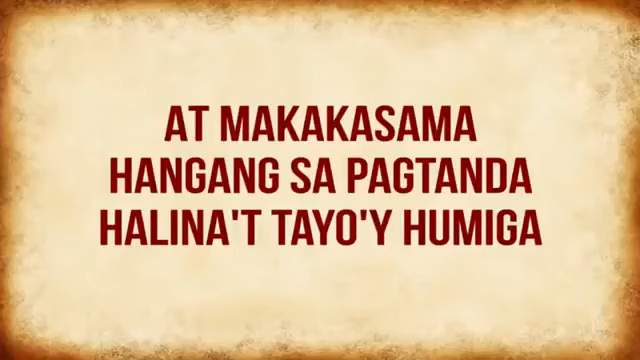 AT MAKAKASAMA
HANGANG SA PAGTANDA
HALINA'T TAYO'Y HUMIGA